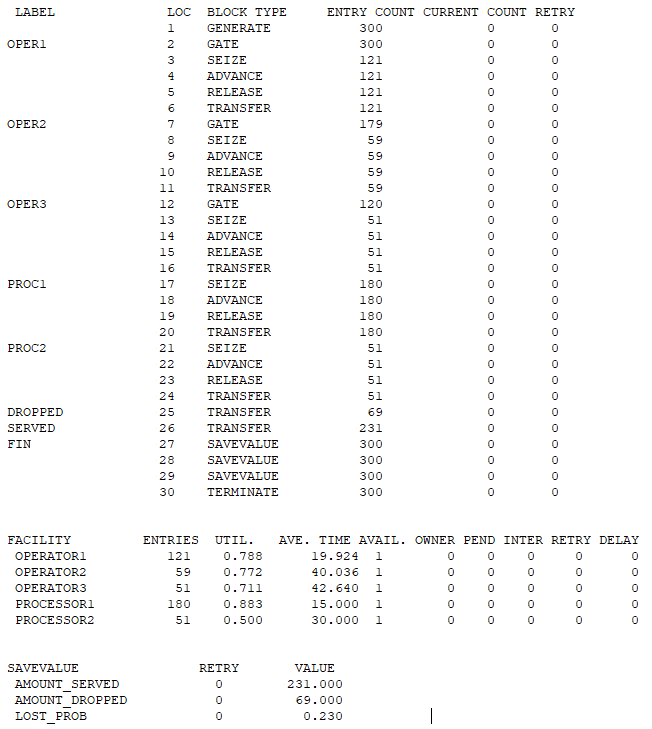 LABEL LOC BLOCK TYPE ENTRY COUNT CURRENT COUNT RETRY
1 GENERATE 300 0 0
OPER1 2 GATE 300 0 0
3 SEIZE 121 0 0
4 ADVANCE 121 0 0
5 RELEASE 121 0 0
6 TRANSFER 121 0 0
OPER2 7 GATE 179 0 0
8 SEIZE 59 0 0
9 ADVANCE 59 0 0
10 RELEASE 59 0 0
11 TRANSFER 59 0 0
OPER3 12 GATE 120 0 0
13 SEIZE 51 0 0
14 ADVANCE 51 0 0
15 RELEASE 51 0 0
16 TRANSFER 51 0 0
PROC1 17 SEIZE 180 0 0
18 ADVANCE 180 0 0
19 RELEASE 180 0 0
20 TRANSFER 180 0 0
PROC2 21 SEIZE 51 0 0
22 ADVANCE 51 0 0
23 RELEASE 51 0 0
24 TRANSFER 51 0 0
DROPPED 25 TRANSFER 69 0 0
SERVED 26 TRANSFER 231 0 0
FIN 27 SAVEVALUE 300 0 0
28 SAVEVALUE 300 0 0
29 SAVEVALUE 300 0 0
30 TERMINATE 300 0 0
FACILITY ENTRIES UTIL. AVE. TIME AVAIL. OWNER PEND INTER RETRY DELAY
OPERATOR1 121 0.788 19.924 1 0 0 0 0 0
OPERATOR2 59 0.772 40.036 1 0 0 0 0 0
OPERATOR3 51 0.711 42.640 1 0 0 0 0 0
PROCESSOR1 180 0.883 15.000 1 0 0 0 0 0
PROCESSOR2 51 0.500 30.000 1 0 0 0 0 0
SAVEVALUE RETRY VALUE
AMOUNT_SERVED 0 231.000
AMOUNT_DROPPED 0 69.000
LOST_PROB 0 0.230